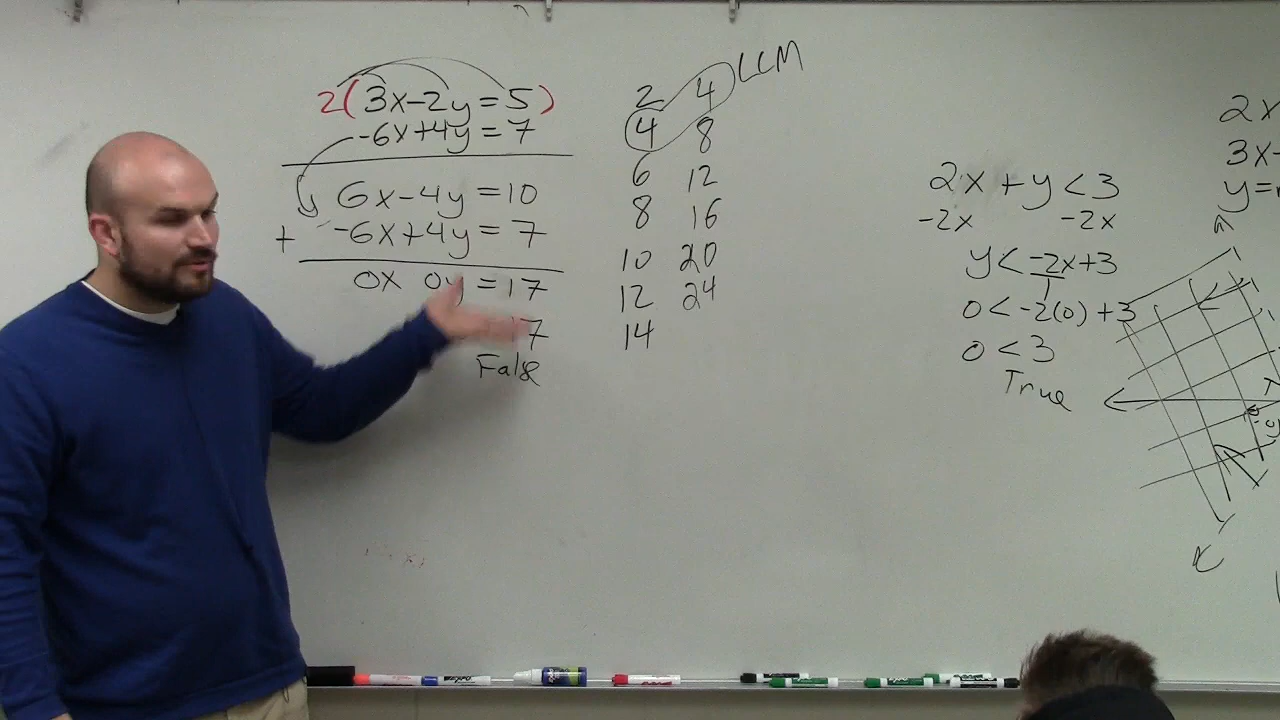 2(3x-2y=5)
-6x+4y=7
6x-4y=10
+ -6x+4y=7
0x 0y=17
17
False
LCM
2 4
4 8
6 12
8 16
10 20
12 24
14
2x+y<3
-2x -2x
y<-2x+3
1
0<-2(0)+3
0<3
True
2x
3x-
y=
x